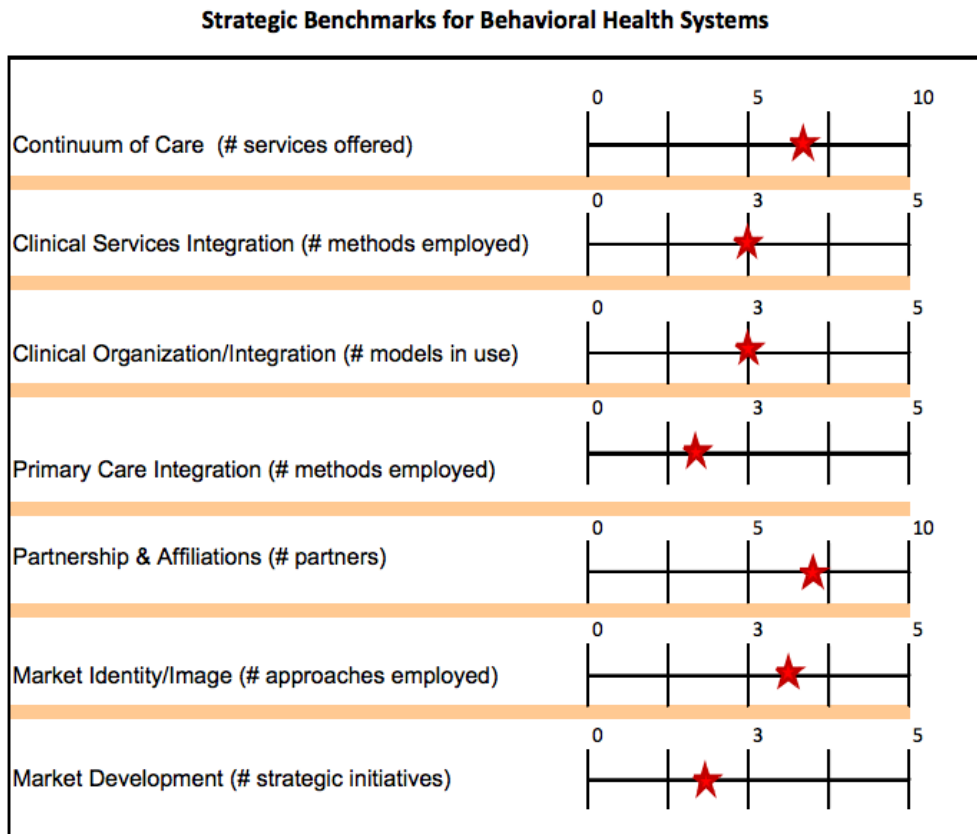 Strategic Benchmarks for Behavioral Health Systems
0 5 10
Continuum of Care (# services offered)
0 3 5
Clinical Services Integration (# methods employed)
0 3 5
Clinical Organization/Integration (# models in use)
0 3 5
Primary Care Integration (# methods employed)
0 5 10
Partnership & Affiliations (# partners)
0 3 5
Market Identity/Image (# approaches employed)
0 3 5
Market Development (# strategic initiatives)